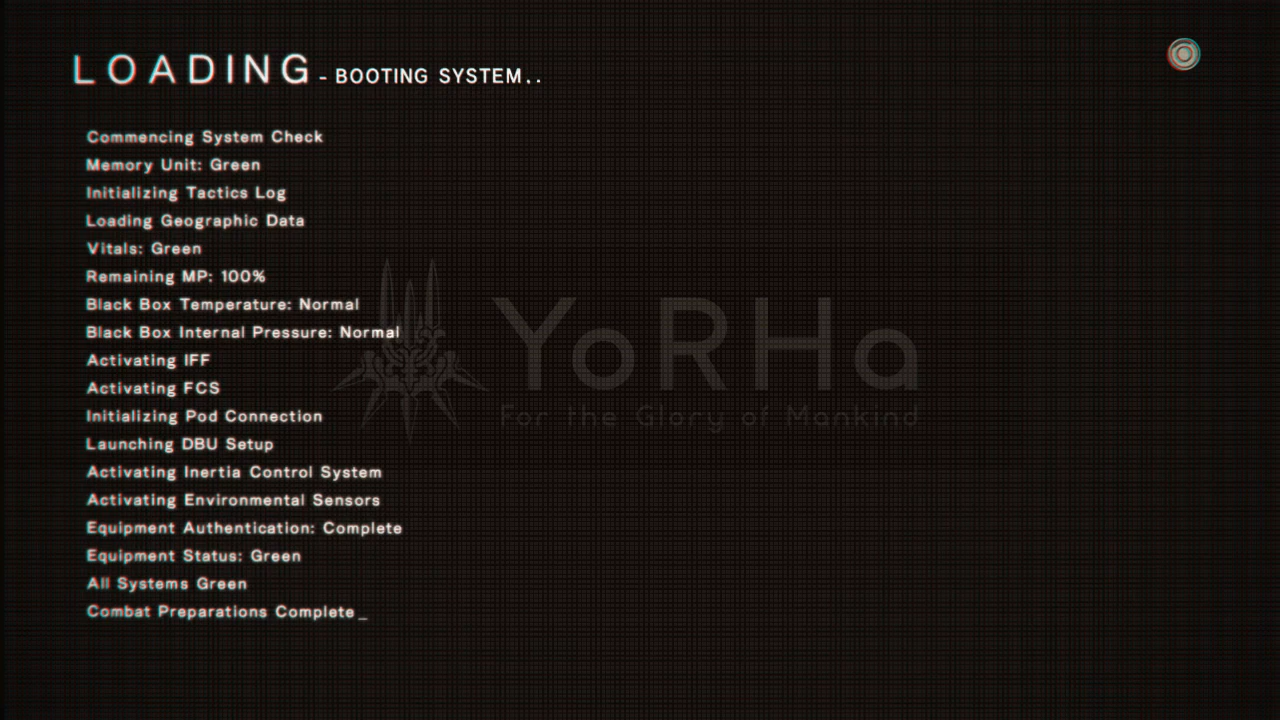 LOADING - BOOTING SYSTEM..
Commencing System Check
Memory Unit: Green
Initializing Tactics Log
Loading Geographic Data
Vitals: Green
Remaining MP: 100%
Black Box Temperature: Normal
Black Box Internal Pressure: Normal
Activating IFF
Activating FCS
Initializing Pod Connection
Launching DBU Setup
Activating Inertia Control System
Activating Environmental Sensors
Equipment Authentication: Complete
Equipment Status: Green
All Systems Green
Combat Preparations Complete_
YoRHa
For the Glory of Mankind